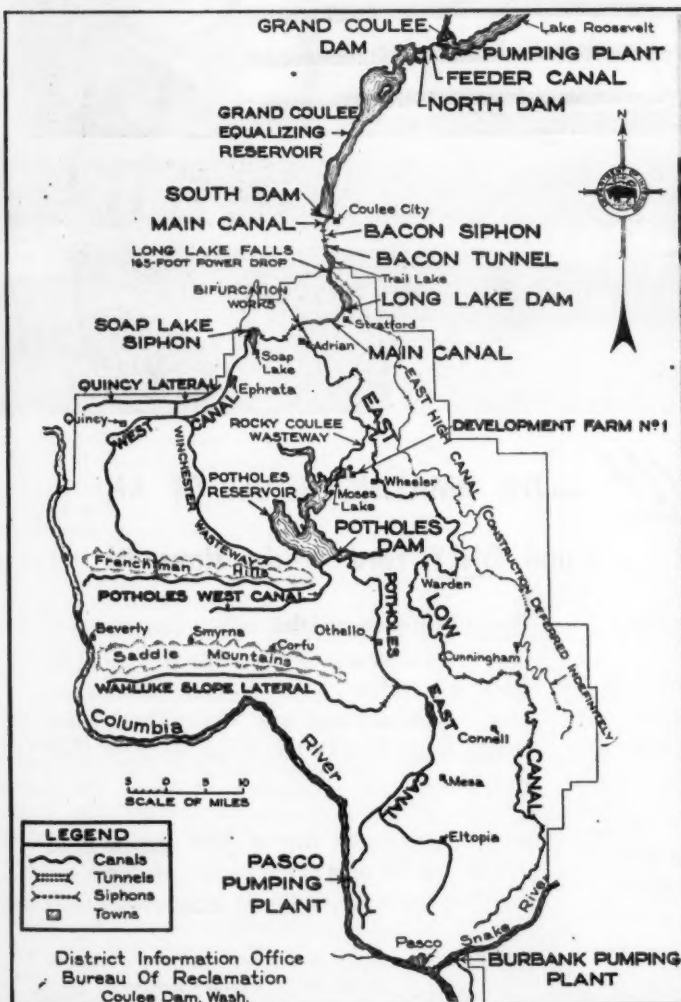 GRAND COULEE
DAM
Lake Roosevelt
PUMPING PLANT
FEEDER CANAL
NORTH DAM
GRAND COULEE
EQUALIZING
RESERVOIR
N
SOUTH DAM
Coulee City
MAIN CANAL
BACON SIPHON
BACON TUNNEL
LONG LAKE FALLS
165-FOOT POWER DROP
Trail Lake
BIFURCATION
WORKS
LONG LAKE DAM
SOAP LAKE
SIPHON
Stratford
Adrian
MAIN CANAL
Soap
Lake
QUINCY LATERAL
Ephrata
EAST HIGH CANAL
(CONSTRUCTION DEFERRED INDEFINITELY)
Quincy
WEST CANAL
EAST LOW CANAL
ROCKY COULEE
WASTEWAY
DEVELOPMENT FARM Nº1
WINCHESTER WASTEWAY
POTHOLES
RESERVOIR
Moses
Lake
Wheeler
POTHOLES
DAM
Frenchman Hills
Warden
POTHOLES WEST CANAL
POTHOLES EAST CANAL
Beverly
Smyrna
Corfu
Othello
Saddle Mountains
Cunningham
WAHLUKE SLOPE LATERAL
Columbia River
Connell
Mesa
5 0 5 10
SCALE OF MILES
Eltopia
LEGEND
Canals
Tunnels
Siphons
Towns
PASCO
PUMPING
PLANT
Snake River
Pasco
BURBANK PUMPING
PLANT
District Information Office
Bureau Of Reclamation
Coulee Dam, Wash.